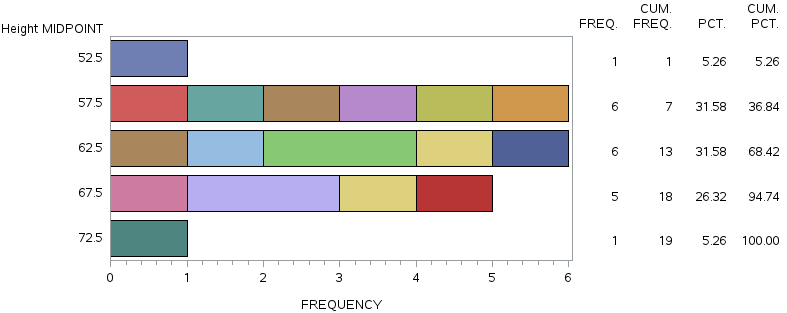 Height MIDPOINT FREQ. CUM. FREQ. PCT. CUM. PCT.
52.5 1 1 5.26 5.26
57.5 6 7 31.58 36.84
62.5 6 13 31.58 68.42
67.5 5 18 26.32 94.74
72.5 1 19 5.26 100.00
0 1 2 3 4 5 6
FREQUENCY